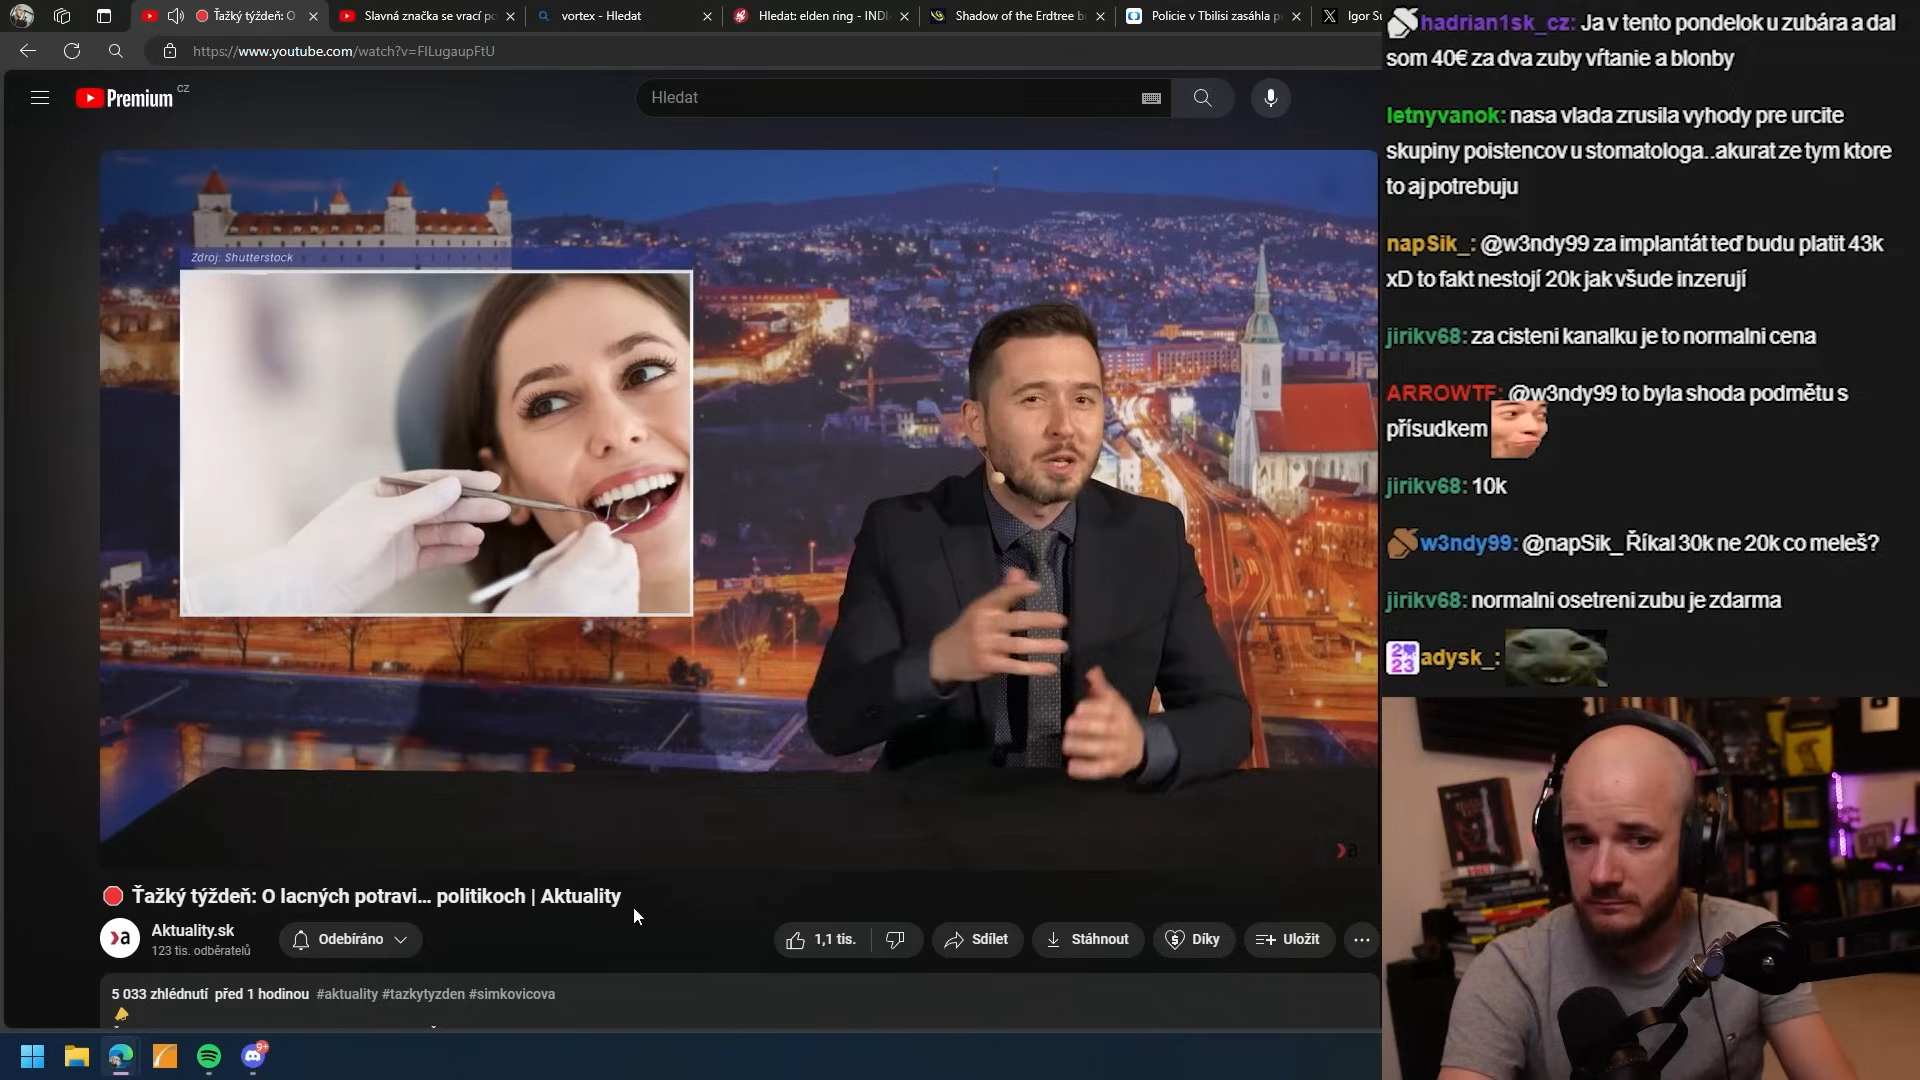 Ťažký týždeň: O
Slavná značka se vrací po
vortex - Hledat
Hledat: elden ring - INDI
Shadow of the Erdtree b
Policie v Tbilisi zasáhla p
Igor Su
https://www.youtube.com/watch?v=FlLugaupFtU
Premium CZ
Hledat
Zdroj: Shutterstock
Ťažký týždeň: O lacných potravi... politikoch | Aktuality
Aktuality.sk
123 tis. odběratelů
Odebíráno
1,1 tis.
Sdílet
Stáhnout
Díky
Uložit
5 033 zhlédnutí před 1 hodinou #aktuality #tazkytyzden #simkovicova
9+
hadrian1sk_cz: Ja v tento pondelok u zubára a dal
som 40€ za dva zuby vŕtanie a blonby
letnyvanok: nasa vlada zrusila vyhody pre urcite
skupiny poistencov u stomatologa..akurat ze tym ktore
to aj potrebuju
napSik_: @w3ndy99 za implantát teď budu platit 43k
xD to fakt nestojí 20k jak všude inzerují
jirikv68: za cisteni kanalku je to normalni cena
ARROWTF: @w3ndy99 to byla shoda podmětu s
přísudkem
jirikv68: 10k
w3ndy99: @napSik_ Říkal 30k ne 20k co meleš?
jirikv68: normalni osetreni zubu je zdarma
2023 adysk_: